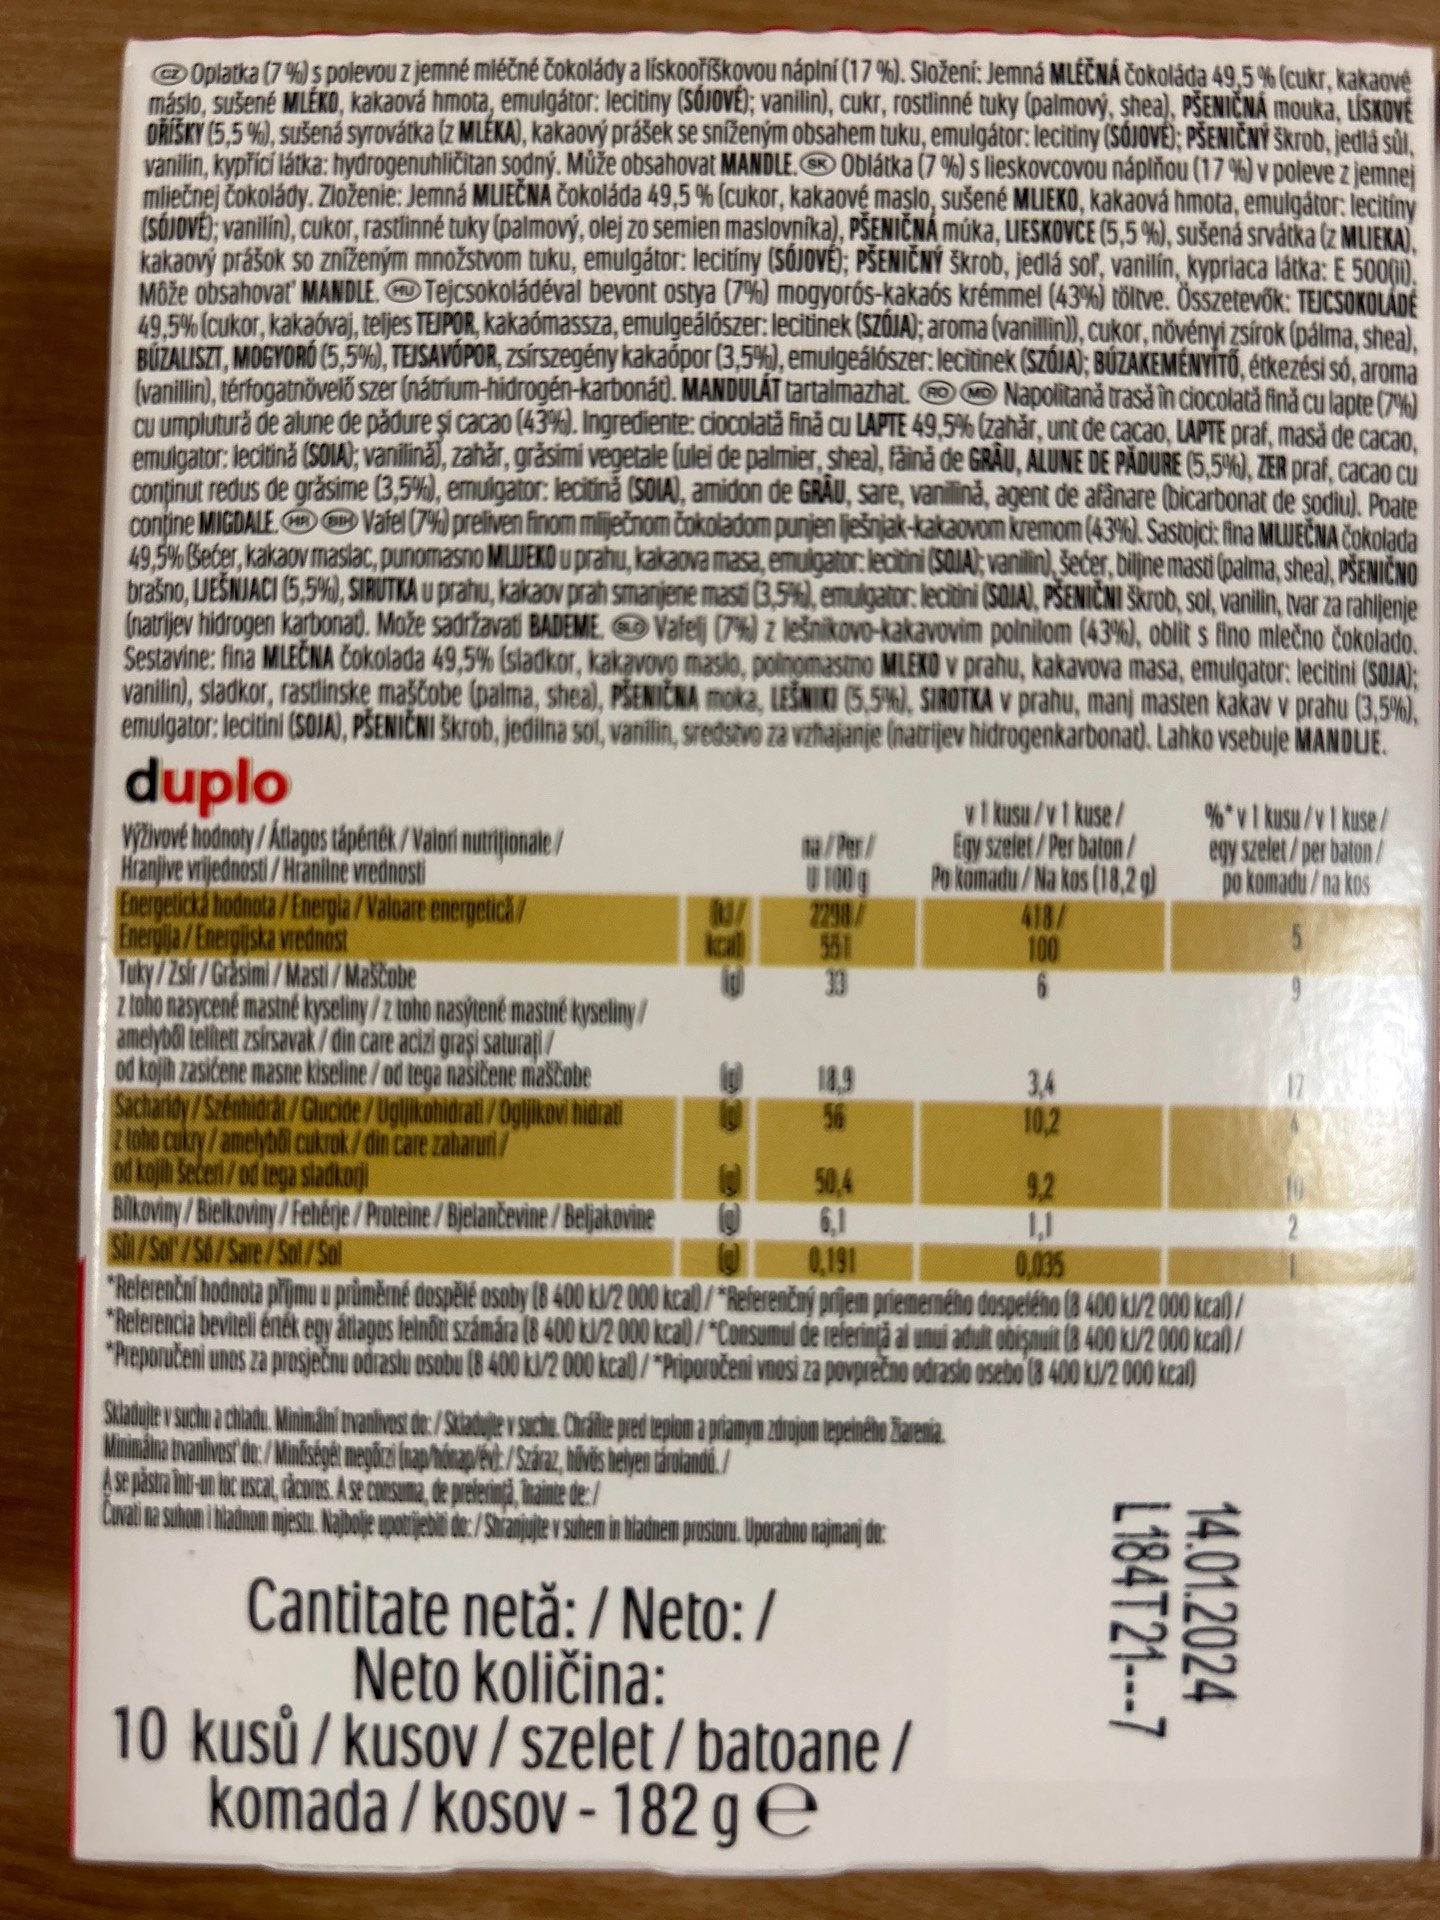 CZ Oplatka (7 %) s polevou z jemné mléčné čokolády a lískooříškovou náplní (17 %). Složení: Jemná MLÉČNÁ čokoláda 49,5 % (cukr, kakaové
máslo, sušené MLÉKO, kakaová hmota, emulgátor: lecitiny (SÓJOVÉ); vanilin), cukr, rostlinné tuky (palmový, shea), PŠENIČNÁ mouka, LÍSKOVÉ
OŘÍŠKY (5,5 %), sušená syrovátka (z MLÉKA), kakaový prášek se sníženým obsahem tuku, emulgátor: lecitiny (SÓJOVÉ); PŠENIČNÝ škrob, jedlá sůl,
vanilin, kypřicí látka: hydrogenuhličitan sodný. Může obsahovat MANDLE. SK Oblátka (7 %) s lieskovcovou náplňou (17 %) v poleve z jemnej
mliečnej čokolády. Zloženie: Jemná MLIEČNA čokoláda 49,5 % (cukor, kakaové maslo, sušené MLIEKO, kakaová hmota, emulgátor: lecitíny
(SÓJOVÉ); vanilín), cukor, rastlinné tuky (palmový, olej zo semien maslovníka), PŠENIČNÁ múka, LIESKOVCE (5,5 %), sušená srvátka (z MLIEKA),
kakaový prášok so zníženým množstvom tuku, emulgátor: lecitíny (SÓJOVÉ); PŠENIČNÝ škrob, jedlá soľ, vanilín, kypriaca látka: E 500(ii).
Môže obsahovať MANDLE. HU Tejcsokoládéval bevont ostya (7%) mogyorós-kakaós krémmel (43%) töltve. Összetevők: TEJCSOKOLÁDÉ
49,5% (cukor, kakaóvaj, teljes TEJPOR, kakaómassza, emulgeálószer: lecitinek (SZÓJA); aroma (vanillin)), cukor, növényi zsírok (pálma, shea),
BÚZALISZT, MOGYORÓ (5,5%), TEJSAVÓPOR, zsírszegény kakaópor (3,5%), emulgeálószer: lecitinek (SZÓJA); BÚZAKEMÉNYÍTŐ, étkezési só, aroma
(vanillin), térfogatnövelő szer (nátrium-hidrogén-karbonát). MANDULÁT tartalmazhat. RO MD Napolitană trasă în ciocolată fină cu lapte (7%)
cu umplutură de alune de pădure și cacao (43%). Ingrediente: ciocolată fină cu LAPTE 49,5% (zahăr, unt de cacao, LAPTE praf, masă de cacao,
emulgator: lecitină (SOIA); vanilină), zahăr, grăsimi vegetale (ulei de palmier, shea), făină de GRÂU, ALUNE DE PĂDURE (5,5%), ZER praf, cacao cu
conținut redus de grăsime (3,5%), emulgator: lecitină (SOIA), amidon de GRÂU, sare, vanilină, agent de afânare (bicarbonat de sodiu). Poate
conține MIGDALE. HR BIH Vafel (7%) preliven finom mliječnom čokoladom punjen lješnjak-kakaovom kremom (43%). Sastojci: fina MLIJEČNA čokolada
49,5% (šećer, kakaov maslac, punomasno MLIJEKO u prahu, kakaova masa, emulgator: lecitini (SOJA); vanilin), šećer, biljne masti (palma, shea), PŠENIČNO
brašno, LJEŠNJACI (5,5%), SIRUTKA u prahu, kakaov prah smanjene masti (3,5%), emulgator: lecitini (SOJA), PŠENIČNI škrob, sol, vanilin, tvar za rahljenje
(natrijev hidrogen karbonat). Može sadržavati BADEME. SLO Vafelj (7%) z lešnikovo-kakavovim polnilom (43%), oblit s fino mlečno čokolado.
Sestavine: fina MLEČNA čokolada 49,5% (sladkor, kakavovo maslo, polnomastno MLEKO v prahu, kakavova masa, emulgator: lecitini (SOJA);
vanilin), sladkor, rastlinske maščobe (palma, shea), PŠENIČNA moka, LEŠNIKI (5,5%), SIROTKA v prahu, manj masten kakav v prahu (3,5%),
emulgator: lecitini (SOJA), PŠENIČNI škrob, jedilna sol, vanilin, sredstvo za vzhajanje (natrijev hidrogenkarbonat). Lahko vsebuje MANDLJE.
duplo
Výživové hodnoty / Átlagos tápérték / Valori nutriționale /
Hranjive vrijednosti / Hranilne vrednosti
na / Per /
U 100 g
v 1 kusu / v 1 kuse /
Egy szelet / Per baton /
Po komadu / Na kos (18,2 g)
%* v 1 kusu / v 1 kuse /
egy szelet / per baton /
po komadu / na kos
Energetická hodnota / Energia / Valoare energetică / (kJ/ 2298 / 418 /
Energija / Energijska vrednost kcal) 551 100 5
Tuky / Zsír / Grăsimi / Masti / Maščobe (g) 33 6 9
z toho nasycené mastné kyseliny / z toho nasýtené mastné kyseliny /
amelyből telített zsírsavak / din care acizi grași saturați /
od kojih zasićene masne kiseline / od tega nasičene maščobe (g) 18,9 3,4 17
Sacharidy / Szénhidrát / Glucide / Ugljikohidrati / Ogljikovi hidrati (g) 56 10,2 4
z toho cukry / amelyből cukrok / din care zaharuri /
od kojih šećeri / od tega sladkorji (g) 50,4 9,2 10
Bílkoviny / Bielkoviny / Fehérje / Proteine / Bjelančevine / Beljakovine (g) 6,1 1,1 2
Sůl / Soľ / Só / Sare / Sol / Sol (g) 0,191 0,035 1
*Referenční hodnota příjmu u průměrné dospělé osoby (8 400 kJ/2 000 kcal) / *Referenčný príjem priemerného dospelého (8 400 kJ/2 000 kcal) /
*Referencia beviteli érték egy átlagos felnőtt számára (8 400 kJ/2 000 kcal) / *Consumul de referință al unui adult obișnuit (8 400 kJ/2 000 kcal) /
*Preporučeni unos za prosječnu odraslu osobu (8 400 kJ/2 000 kcal) / *Priporočeni vnosi za povprečno odraslo osebo (8 400 kJ/2 000 kcal)
Skladujte v suchu a chladu. Minimální trvanlivost do: / Skladujte v suchu. Chráňte pred teplom a priamym zdrojom tepelného žiarenia.
Minimálna trvanlivosť do: / Minőségét megőrzi (nap/hónap/év): / Száraz, hűvös helyen tárolandó. /
A se păstra într-un loc uscat, răcoros. A se consuma, de preferință, înainte de: /
Čuvati na suhom i hladnom mjestu. Najbolje upotrijebiti do: / Shranjujte v suhem in hladnem prostoru. Uporabno najmanj do:
14.01.2024
L184T21---7
Cantitate netă: / Neto: /
Neto količina:
10 kusů / kusov / szelet / batoane /
komada / kosov - 182 g e